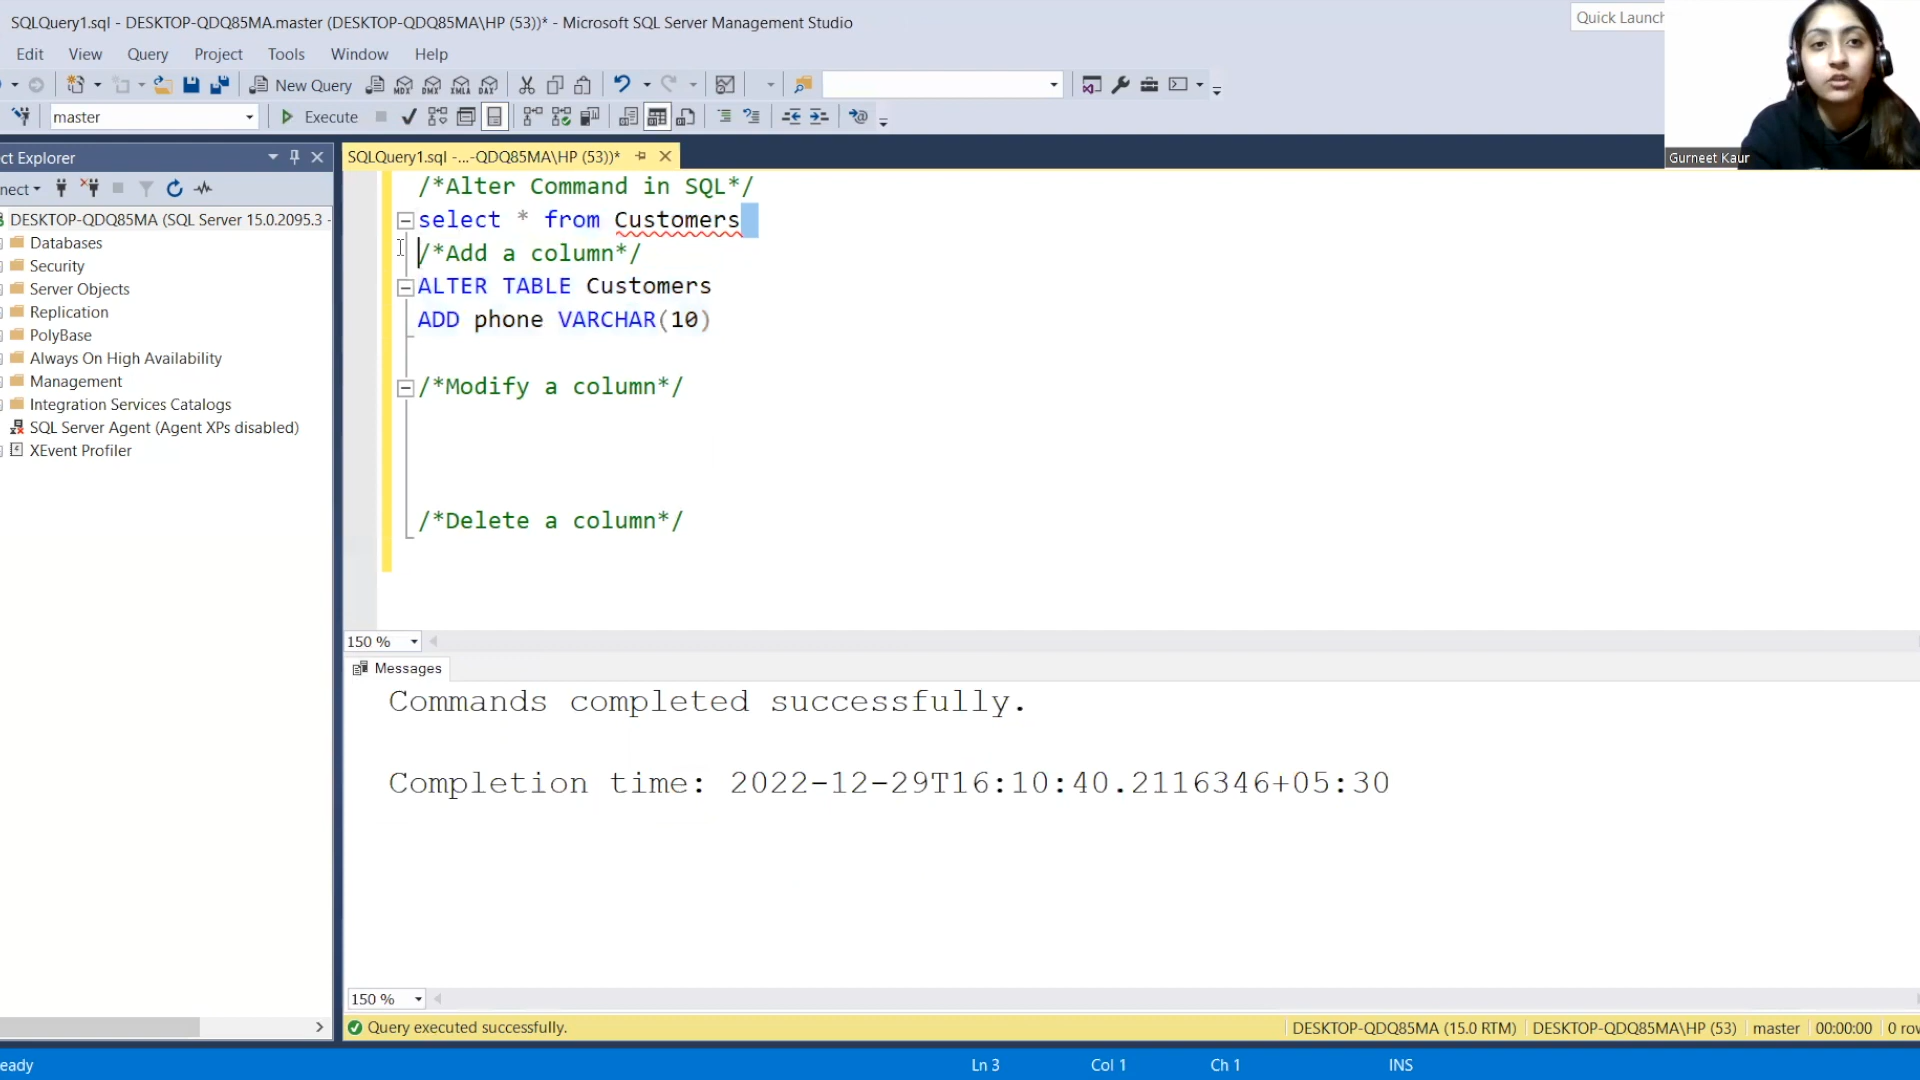 SQLQuery1.sql - DESKTOP-QDQ85MA.master (DESKTOP-QDQ85MA\HP (53))* - Microsoft SQL Server Management Studio
Quick Launch
Edit View Query Project Tools Window Help
New Query
master
Execute
Gurneet Kaur
ct Explorer
SQLQuery1.sql -...-QDQ85MA\HP (53))*
nect
DESKTOP-QDQ85MA (SQL Server 15.0.2095.3 -
Databases
Security
Server Objects
Replication
PolyBase
Always On High Availability
Management
Integration Services Catalogs
SQL Server Agent (Agent XPs disabled)
XEvent Profiler
/*Alter Command in SQL*/
select * from Customers
/*Add a column*/
ALTER TABLE Customers
ADD phone VARCHAR(10)
/*Modify a column*/
/*Delete a column*/
150 %
Messages
Commands completed successfully.
Completion time: 2022-12-29T16:10:40.2116346+05:30
150 %
Query executed successfully.
DESKTOP-QDQ85MA (15.0 RTM) DESKTOP-QDQ85MA\HP (53) master 00:00:00 0 row
eady
Ln 3 Col 1 Ch 1 INS